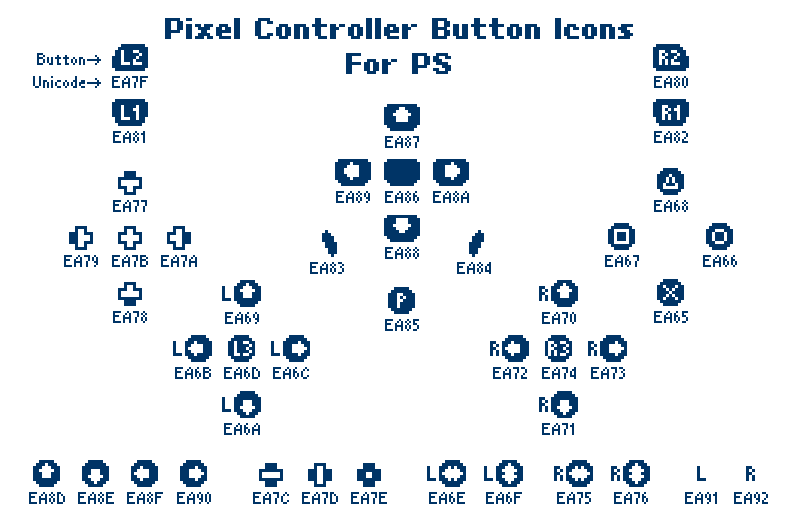 Pixel Controller Button Icons
For PS
Button→ L2 R2
Unicode→ EA7F EA80
L1 R1
EA81 EA82
EA87
EA89 EA86 EA8A
EA77 EA68
EA88
EA79 EA7B EA7A EA83 EA84 EA67 EA66
L R
EA78 EA69 P EA70 EA65
EA85
L L3 L R R3 R
EA6B EA6D EA6C EA72 EA74 EA73
L R
EA6A EA71
L L R R L R
EA8D EA8E EA8F EA90 EA7C EA7D EA7E EA6E EA6F EA75 EA76 EA91 EA92